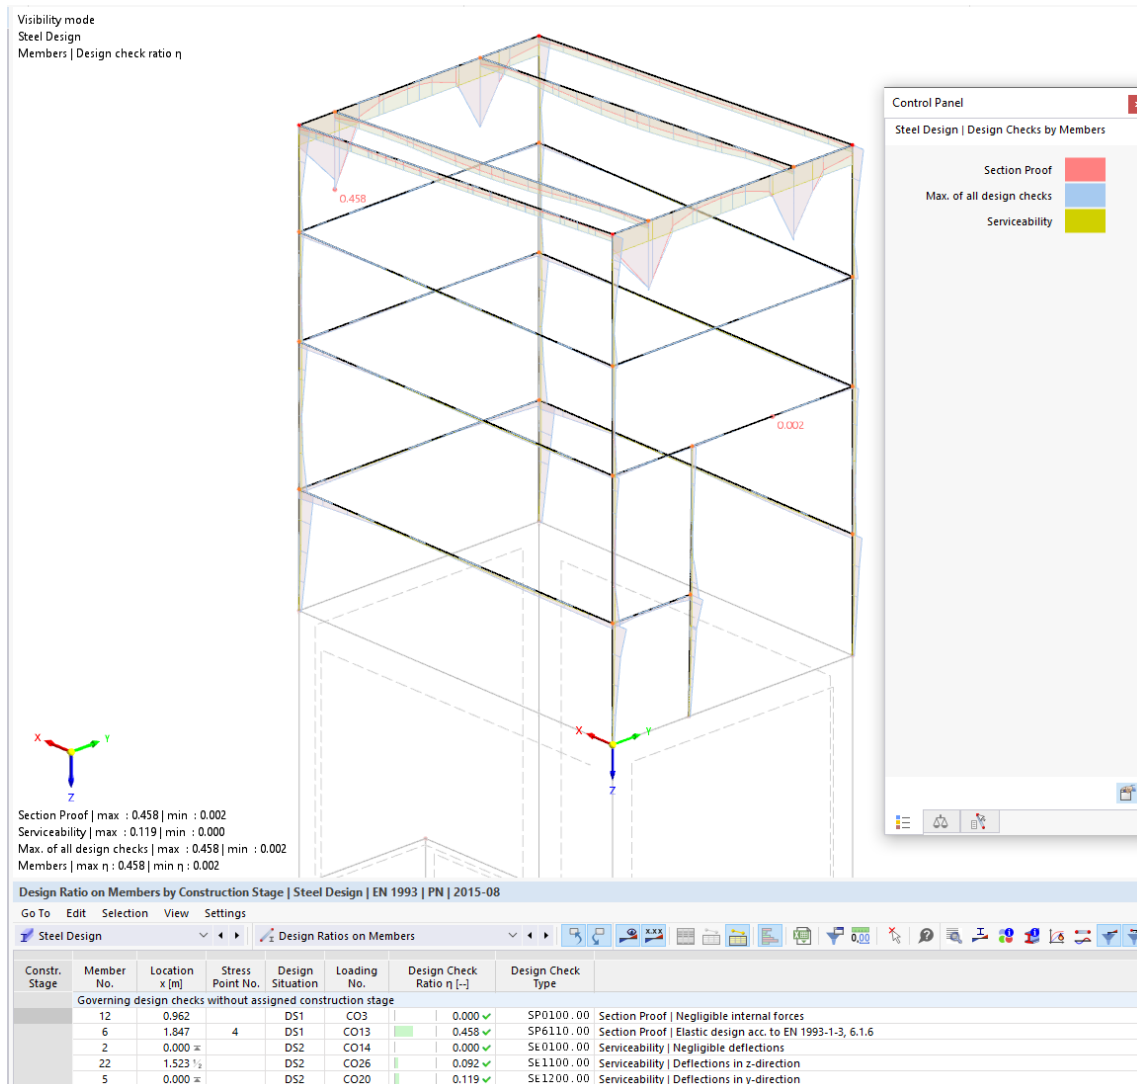 Visibility mode
Steel Design
Members | Design check ratio η
Control Panel
Steel Design | Design Checks by Members
Section Proof
Max. of all design checks
Serviceability
0.458
0.002
X
Y
Z
X
Y
Z
Section Proof | max : 0.458 | min : 0.002
Serviceability | max : 0.119 | min : 0.000
Max. of all design checks | max : 0.458 | min : 0.002
Members | max η : 0.458 | min η : 0.002
Design Ratio on Members by Construction Stage | Steel Design | EN 1993 | PN | 2015-08
Go To Edit Selection View Settings
Steel Design Design Ratios on Members x.xx 0,00
Constr. Stage Member No. Location x [m] Stress Point No. Design Situation Loading No. Design Check Ratio η [--] Design Check Type
Governing design checks without assigned construction stage
12 0.962 DS1 CO3 0.000 ✓ SP0100.00 Section Proof | Negligible internal forces
6 1.847 4 DS1 CO13 0.458 ✓ SP6110.00 Section Proof | Elastic design acc. to EN 1993-1-3, 6.1.6
2 0.000 DS2 CO14 0.000 ✓ SE0100.00 Serviceability | Negligible deflections
22 1.523 ½ DS2 CO26 0.092 ✓ SE1100.00 Serviceability | Deflections in z-direction
5 0.000 DS2 CO20 0.119 ✓ SE1200.00 Serviceability | Deflections in y-direction